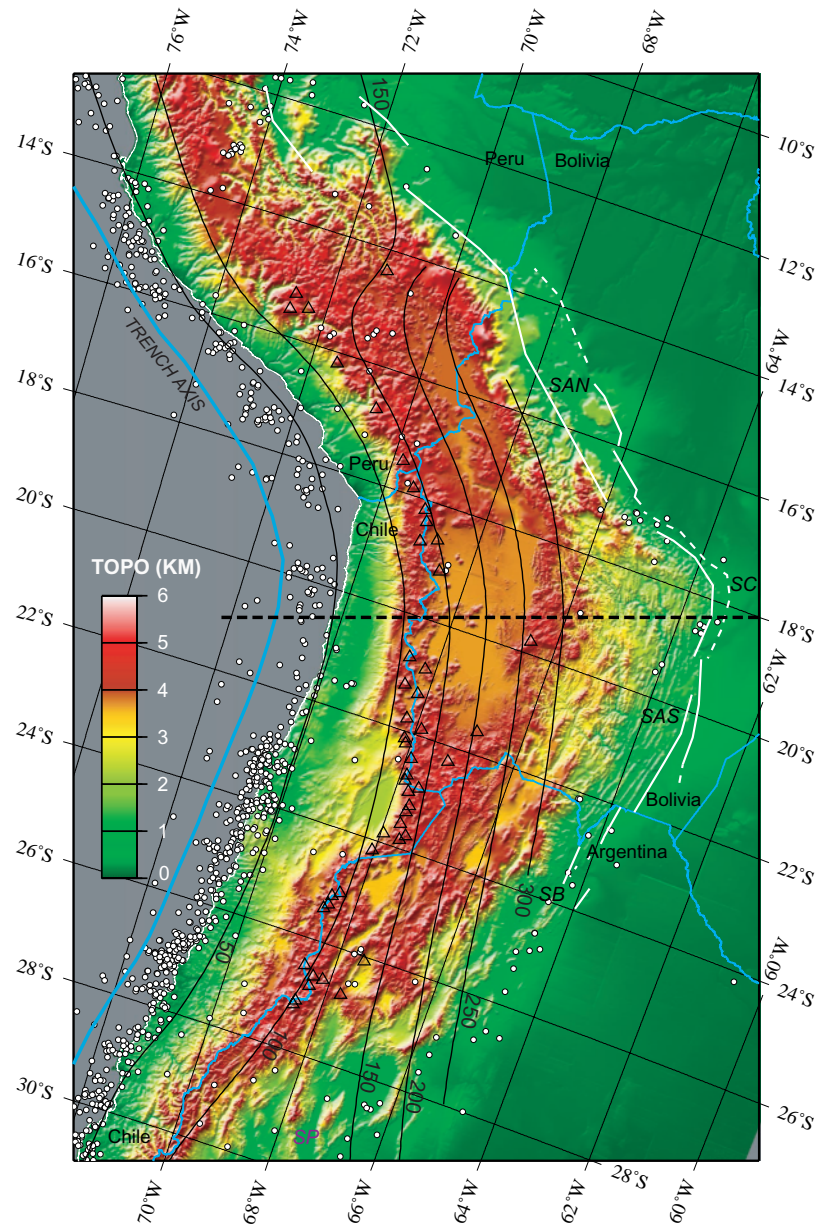 76˚W
74˚W
72˚W
70˚W
68˚W
14˚S
16˚S
18˚S
20˚S
22˚S
24˚S
26˚S
28˚S
30˚S
10˚S
12˚S
64˚W
14˚S
16˚S
18˚S
62˚W
20˚S
22˚S
60˚W
24˚S
26˚S
28˚S
70˚W
68˚W
66˚W
64˚W
62˚W
60˚W
150
Peru
Bolivia
TRENCH AXIS
SAN
Peru
Chile
TOPO (KM)
6
5
4
3
2
1
0
SC
SAS
Bolivia
Argentina
SB
300
50
250
100
150
200
Chile
SP